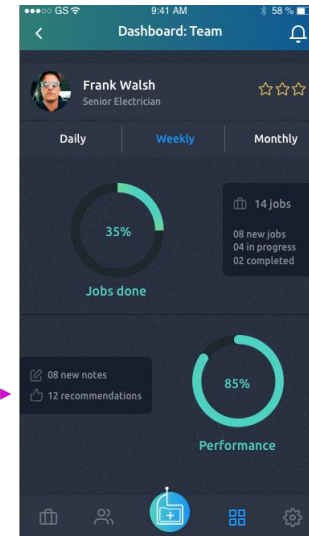 GS 9:41 AM 58 %
Dashboard: Team
Frank Walsh
Senior Electrician
Daily Weekly Monthly
35%
Jobs done
14 jobs
08 new jobs
04 in progress
02 completed
08 new notes
12 recommendations
85%
Performance